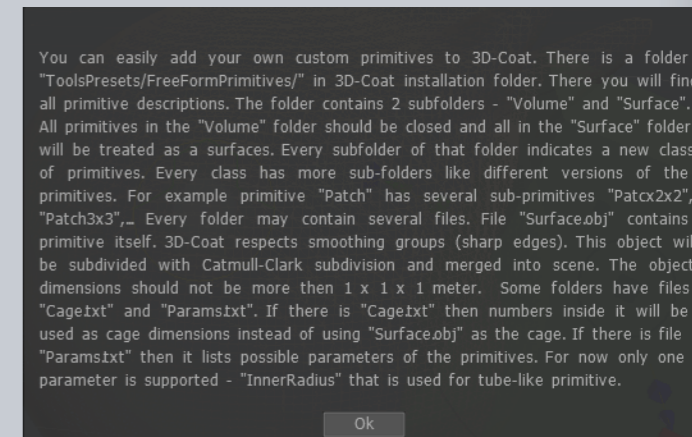 You can easily add your own custom primitives to 3D-Coat. There is a folder
"ToolsPresets/FreeFormPrimitives/" in 3D-Coat installation folder. There you will find
all primitive descriptions. The folder contains 2 subfolders - "Volume" and "Surface".
All primitives in the "Volume" folder should be closed and all in the "Surface" folder
will be treated as a surfaces. Every subfolder of that folder indicates a new class
of primitives. Every class has more sub-folders like different versions of the
primitives. For example primitive "Patch" has several sub-primitives "Patcx2x2",
"Patch3x3",… Every folder may contain several files. File "Surface.obj" contains
primitive itself. 3D-Coat respects smoothing groups (sharp edges). This object wil
be subdivided with Catmull-Clark subdivision and merged into scene. The object
dimensions should not be more then 1 x 1 x 1 meter. Some folders have files
"Cage.txt" and "Params.txt". If there is "Cage.txt" then numbers inside it will be
used as cage dimensions instead of using "Surface.obj" as the cage. If there is file
"Params.txt" then it lists possible parameters of the primitives. For now only one
parameter is supported - "InnerRadius" that is used for tube-like primitive.
Ok